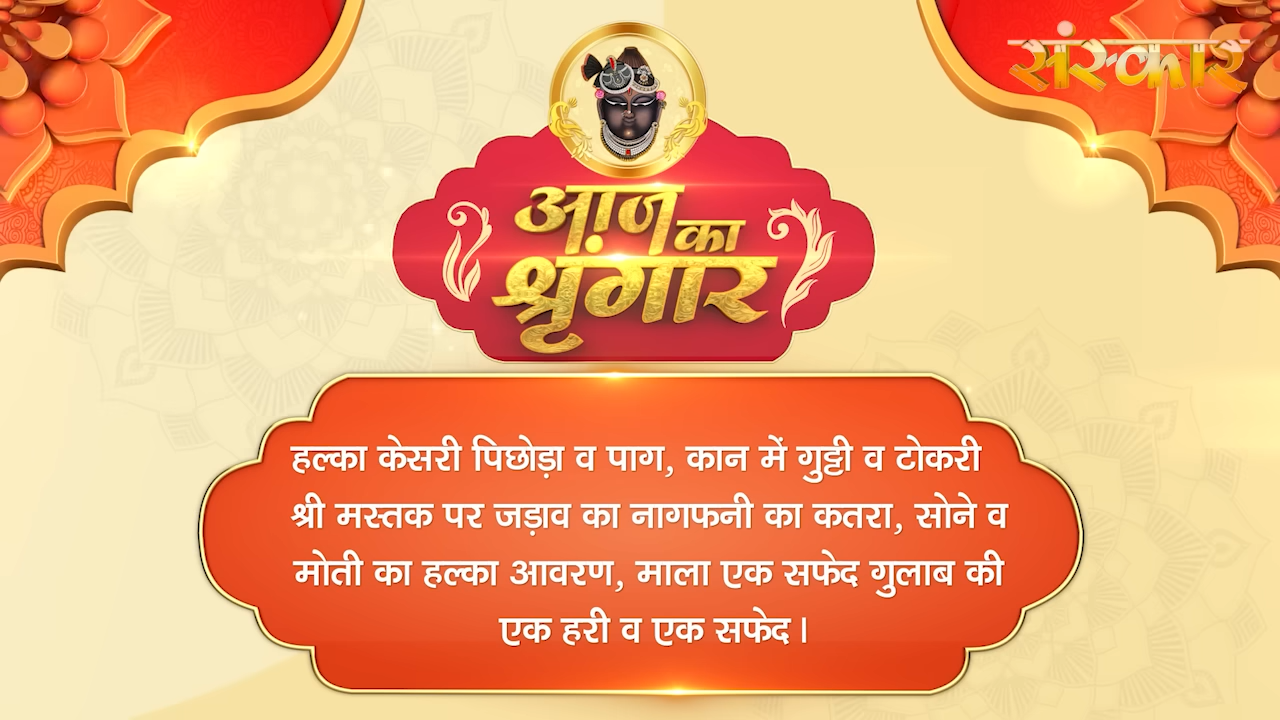 संस्कार
आज का
श्रृंगार
हल्का केसरी पिछोड़ा व पाग, कान में गुट्टी व टोकरी
श्री मस्तक पर जड़ाव का नागफनी का कतरा, सोने व
मोती का हल्का आवरण, माला एक सफेद गुलाब की
एक हरी व एक सफेद।